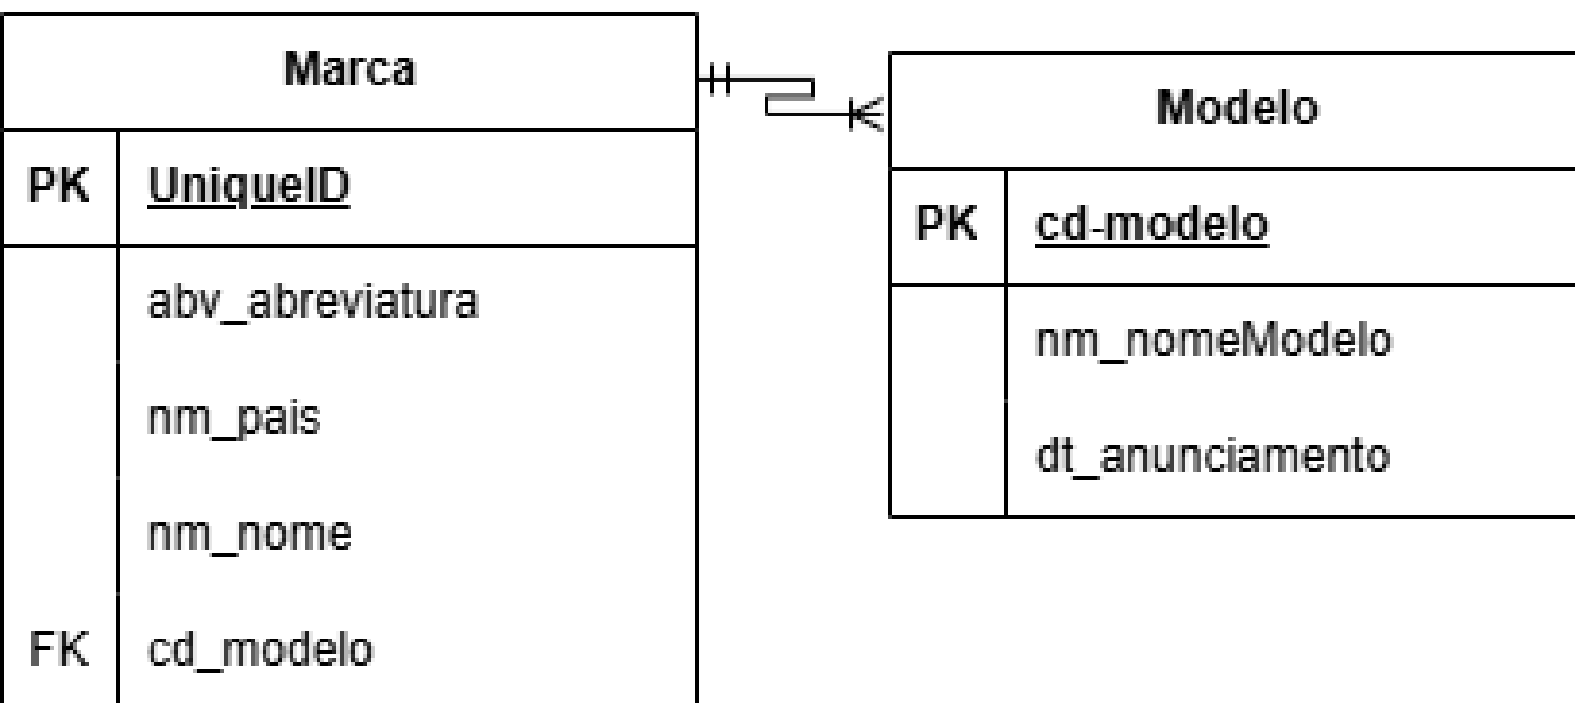 Marca
PK UniqueID
abv_abreviatura
nm_pais
nm_nome
FK cd_modelo
Modelo
PK cd-modelo
nm_nomeModelo
dt_anunciamento